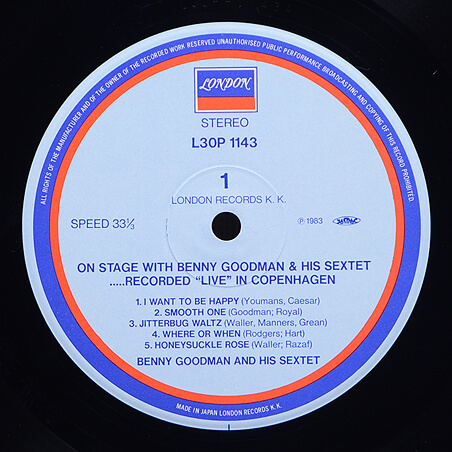 ALL RIGHTS OF THE MANUFACTURER AND OF THE OWNER OF THE RECORDED WORK RESERVED UNAUTHORISED PUBLIC PERFORMANCE BROADCASTING AND COPYING OF THIS RECORD PROHIBITED
LONDON
STEREO
L30P 1143
1
LONDON RECORDS K. K.
SPEED 33⅓
℗ 1983
ON STAGE WITH BENNY GOODMAN & HIS SEXTET
.....RECORDED "LIVE" IN COPENHAGEN
1. I WANT TO BE HAPPY (Youmans, Caesar)
2. SMOOTH ONE (Goodman; Royal)
3. JITTERBUG WALTZ (Waller, Manners, Grean)
4. WHERE OR WHEN (Rodgers; Hart)
5. HONEYSUCKLE ROSE (Waller; Razaf)
BENNY GOODMAN AND HIS SEXTET
MADE IN JAPAN LONDON RECORDS K. K.